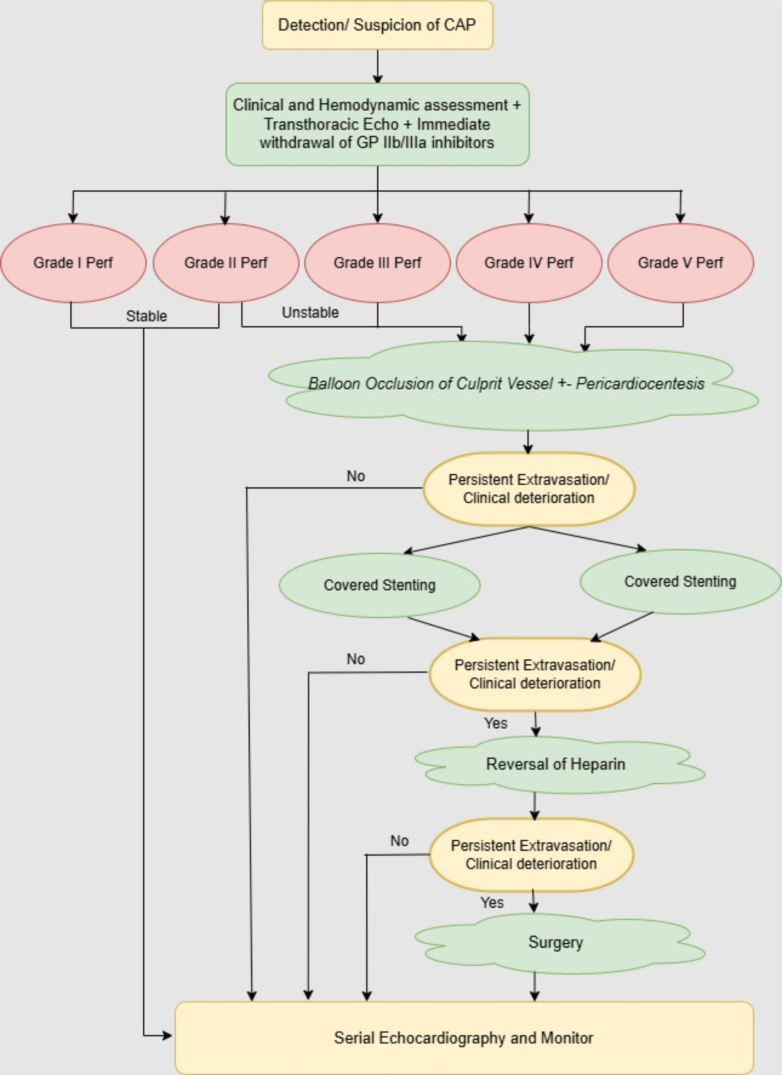 Detection/ Suspicion of CAP
Clinical and Hemodynamic assessment +
Transthoracic Echo + Immediate
withdrawal of GP IIb/IIIa inhibitors
Grade I Perf
Grade II Perf
Grade III Perf
Grade IV Perf
Grade V Perf
Stable
Unstable
Balloon Occlusion of Culprit Vessel +- Pericardiocentesis
No
Persistent Extravasation/
Clinical deterioration
Covered Stenting
Covered Stenting
No
Persistent Extravasation/
Clinical deterioration
Yes
Reversal of Heparin
No
Persistent Extravasation/
Clinical deterioration
Yes
Surgery
Serial Echocardiography and Monitor